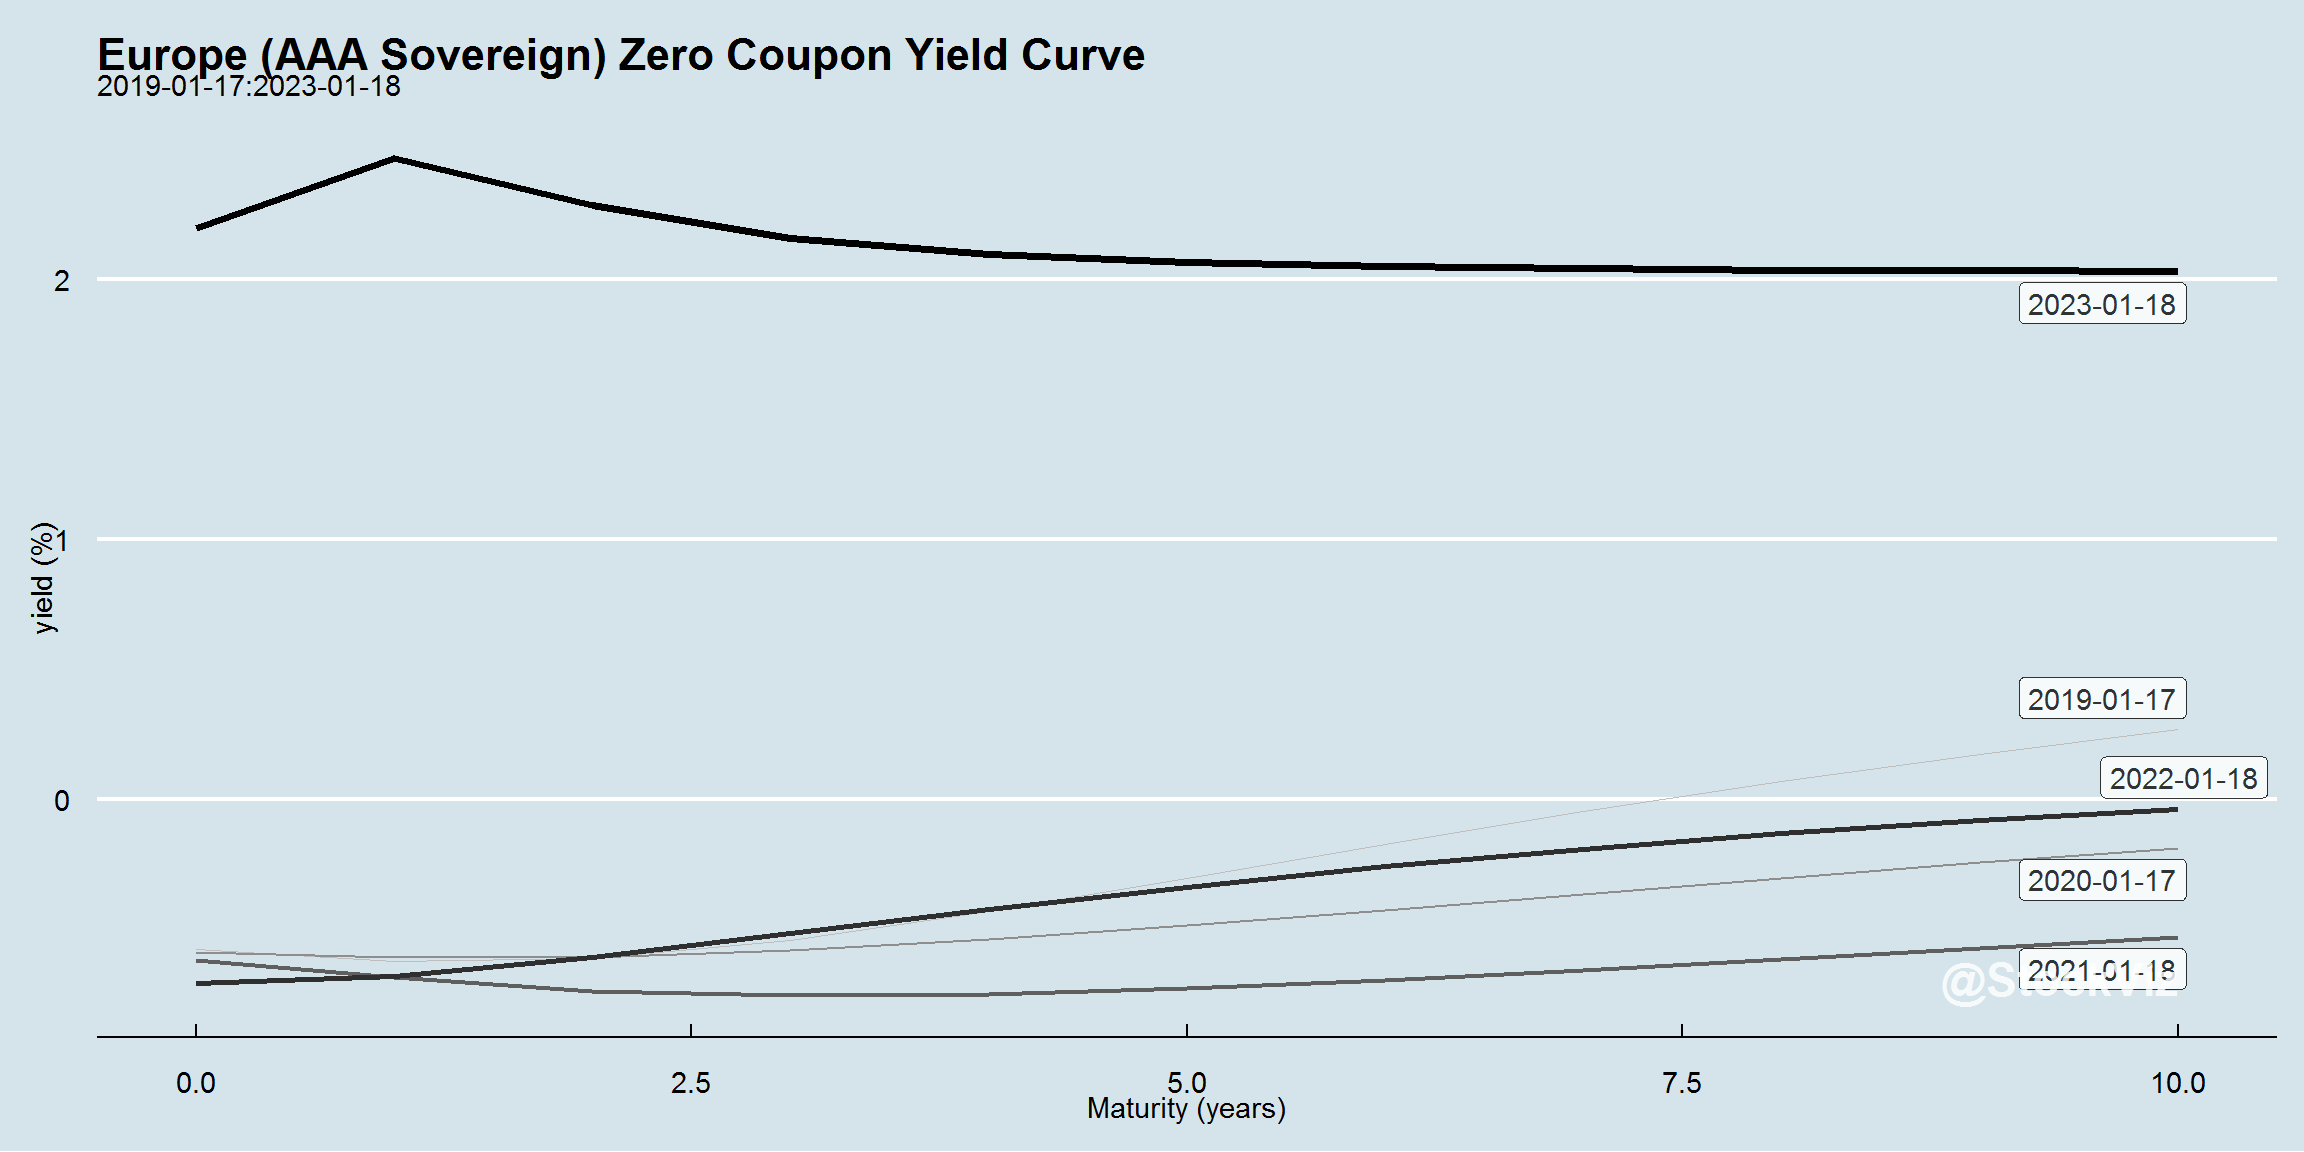 Europe (AAA Sovereign) Zero Coupon Yield Curve
2019-01-17:2023-01-18
2
2023-01-18
yield (%)
1
2019-01-17
2022-01-18
0
2020-01-17
2021-01-18
@StockViz
0.0 2.5 5.0 7.5 10.0
Maturity (years)